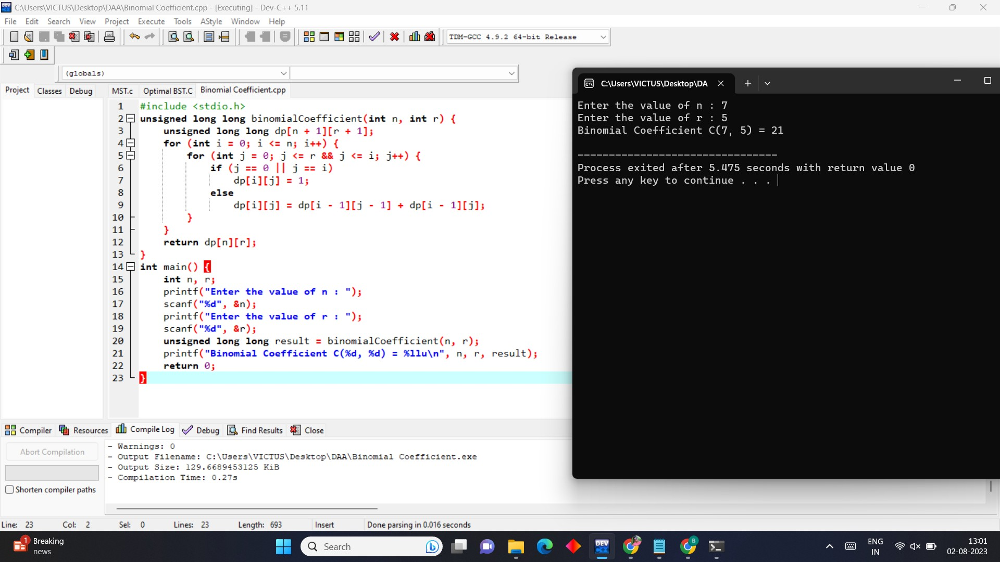 C:\Users\VICTUS\Desktop\DAA\Binomial Coefficient.cpp - [Executing] - Dev-C++ 5.11
File Edit Search View Project Execute Tools AStyle Window Help
TDM-GCC 4.9.2 64-bit Release
(globals)
Project Classes Debug
MST.c Optimal BST.C Binomial Coefficient.cpp
1 #include <stdio.h>
2 unsigned long long binomialCoefficient(int n, int r) {
3 unsigned long long dp[n + 1][r + 1];
4 for (int i = 0; i <= n; i++) {
5 for (int j = 0; j <= r && j <= i; j++) {
6 if (j == 0 || j == i)
7 dp[i][j] = 1;
8 else
9 dp[i][j] = dp[i - 1][j - 1] + dp[i - 1][j];
10 }
11 }
12 return dp[n][r];
13 }
14 int main() {
15 int n, r;
16 printf("Enter the value of n : ");
17 scanf("%d", &n);
18 printf("Enter the value of r : ");
19 scanf("%d", &r);
20 unsigned long long result = binomialCoefficient(n, r);
21 printf("Binomial Coefficient C(%d, %d) = %llu\n", n, r, result);
22 return 0;
23 }
C:\Users\VICTUS\Desktop\DA
Enter the value of n : 7
Enter the value of r : 5
Binomial Coefficient C(7, 5) = 21
--------------------------------
Process exited after 5.475 seconds with return value 0
Press any key to continue . . .
Compiler Resources Compile Log Debug Find Results Close
Abort Compilation
Shorten compiler paths
- Warnings: 0
- Output Filename: C:\Users\VICTUS\Desktop\DAA\Binomial Coefficient.exe
- Output Size: 129.6689453125 KiB
- Compilation Time: 0.27s
Line: 23 Col: 2 Sel: 0 Lines: 23 Length: 693 Insert Done parsing in 0.016 seconds
1
Breaking
news
Search
DEV
B
ENG
IN
13:01
02-08-2023